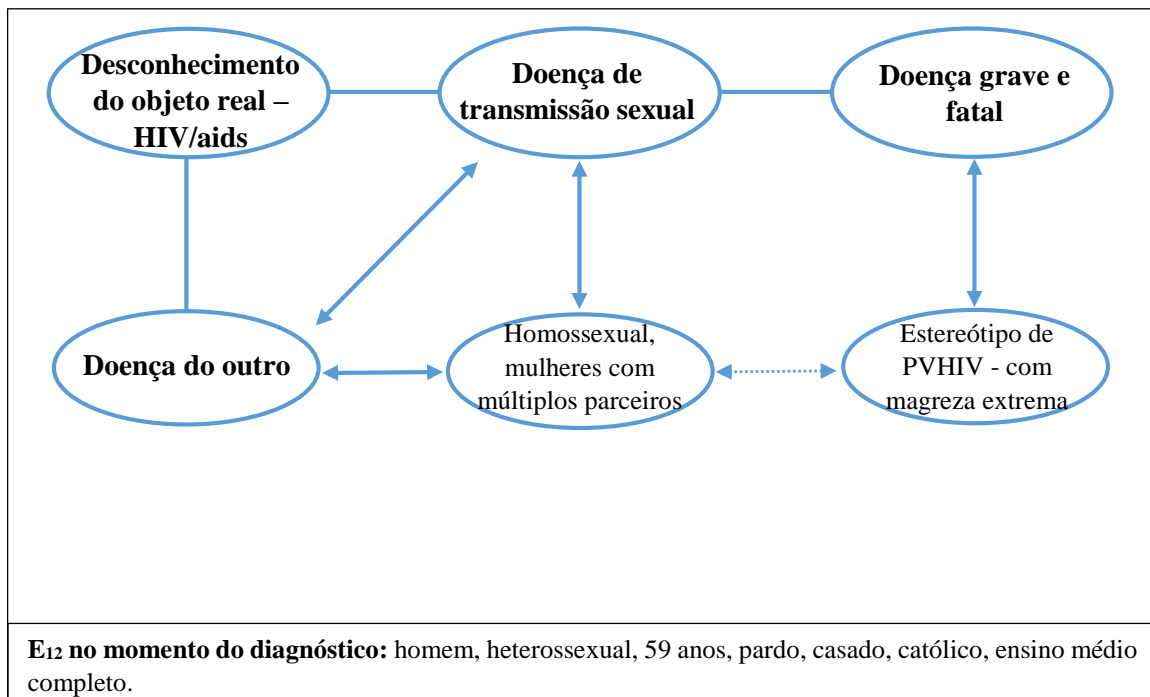 Desconhecimento
do objeto real –
HIV/aids
Doença de
transmissão sexual
Doença grave e
fatal
Doença do outro
Homossexual,
mulheres com
múltiplos parceiros
Estereótipo de
PVHIV - com
magreza extrema
E12 no momento do diagnóstico: homem, heterossexual, 59 anos, pardo, casado, católico, ensino médio
completo.